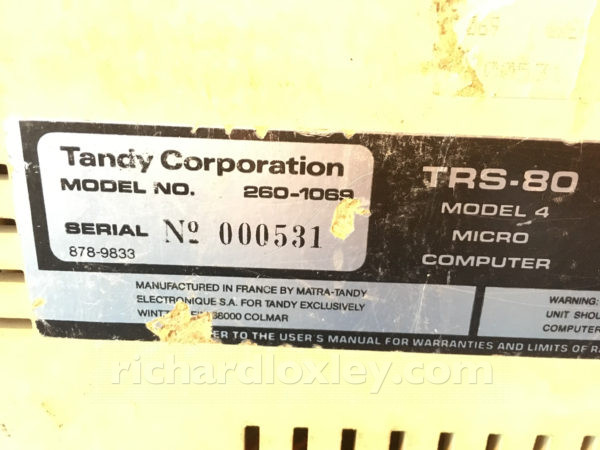 Tandy Corporation
MODEL NO. 260-1069
SERIAL Nº 000531
878-9833
TRS-80
MODEL 4
MICRO
COMPUTER
MANUFACTURED IN FRANCE BY MATRA-TANDY
ELECTRONIQUE S.A. FOR TANDY EXCLUSIVELY
68000 COLMAR
TO THE USER'S MANUAL FOR WARRANTIES AND LIMITS OF
WARNING:
UNIT SHOU
COMPUTER
richardloxley.com